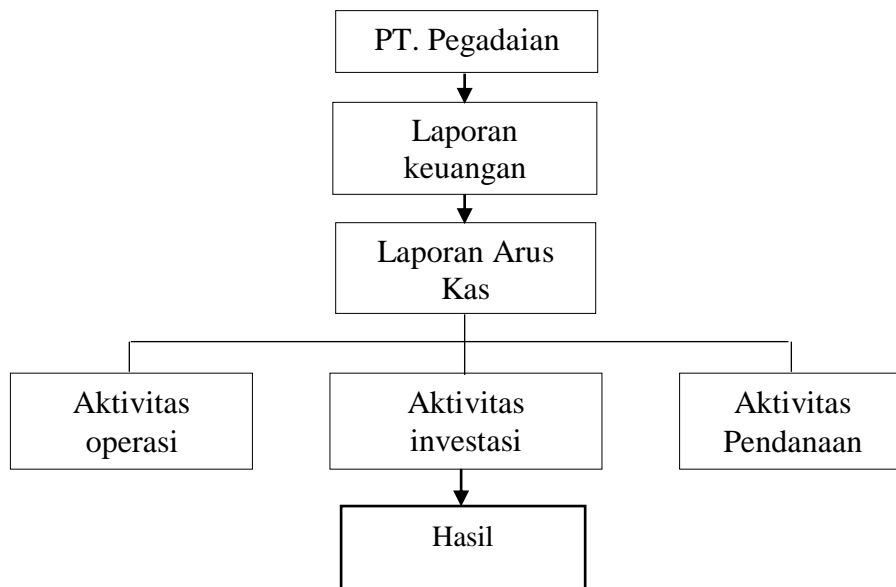 PT. Pegadaian
Laporan
keuangan
Laporan Arus
Kas
Aktivitas
operasi
Aktivitas
investasi
Aktivitas
Pendanaan
Hasil